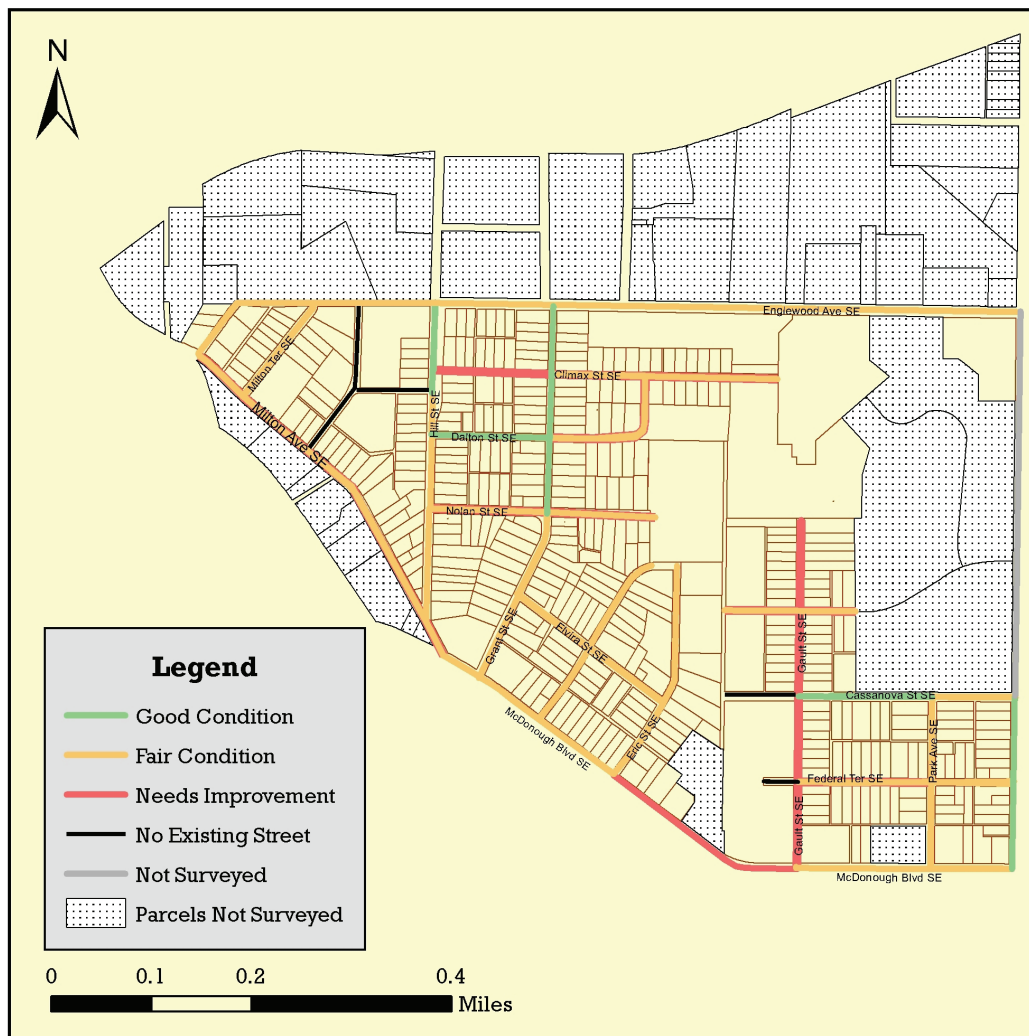 N
Englewood Ave SE
Milton Ter SE
Climax St SE
Hill St SE
Milton Ave SE
Dalton St SE
Nolan St SE
Grant St SE
Elvira St SE
Gault St SE
Cassanova St SE
McDonough Blvd SE
Eric St SE
Park Ave SE
Federal Ter SE
Gault St SE
McDonough Blvd SE
Legend
Good Condition
Fair Condition
Needs Improvement
No Existing Street
Not Surveyed
Parcels Not Surveyed
0 0.1 0.2 0.4
Miles